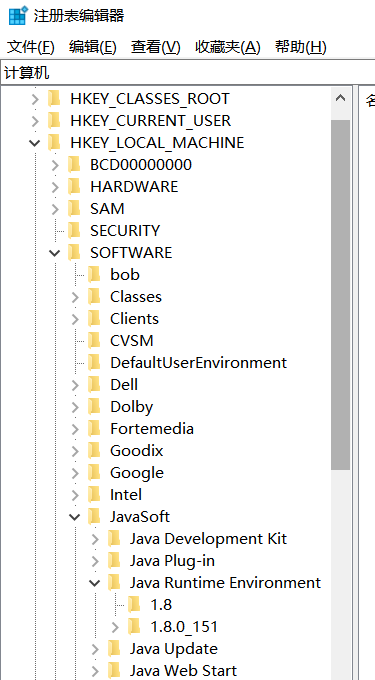 注册表编辑器
文件(F) 编辑(E) 查看(V) 收藏夹(A) 帮助(H)
计算机
HKEY_CLASSES_ROOT
HKEY_CURRENT_USER
HKEY_LOCAL_MACHINE
BCD00000000
HARDWARE
SAM
SECURITY
SOFTWARE
bob
Classes
Clients
CVSM
DefaultUserEnvironment
Dell
Dolby
Fortemedia
Goodix
Google
Intel
JavaSoft
Java Development Kit
Java Plug-in
Java Runtime Environment
1.8
1.8.0_151
Java Update
Java Web Start